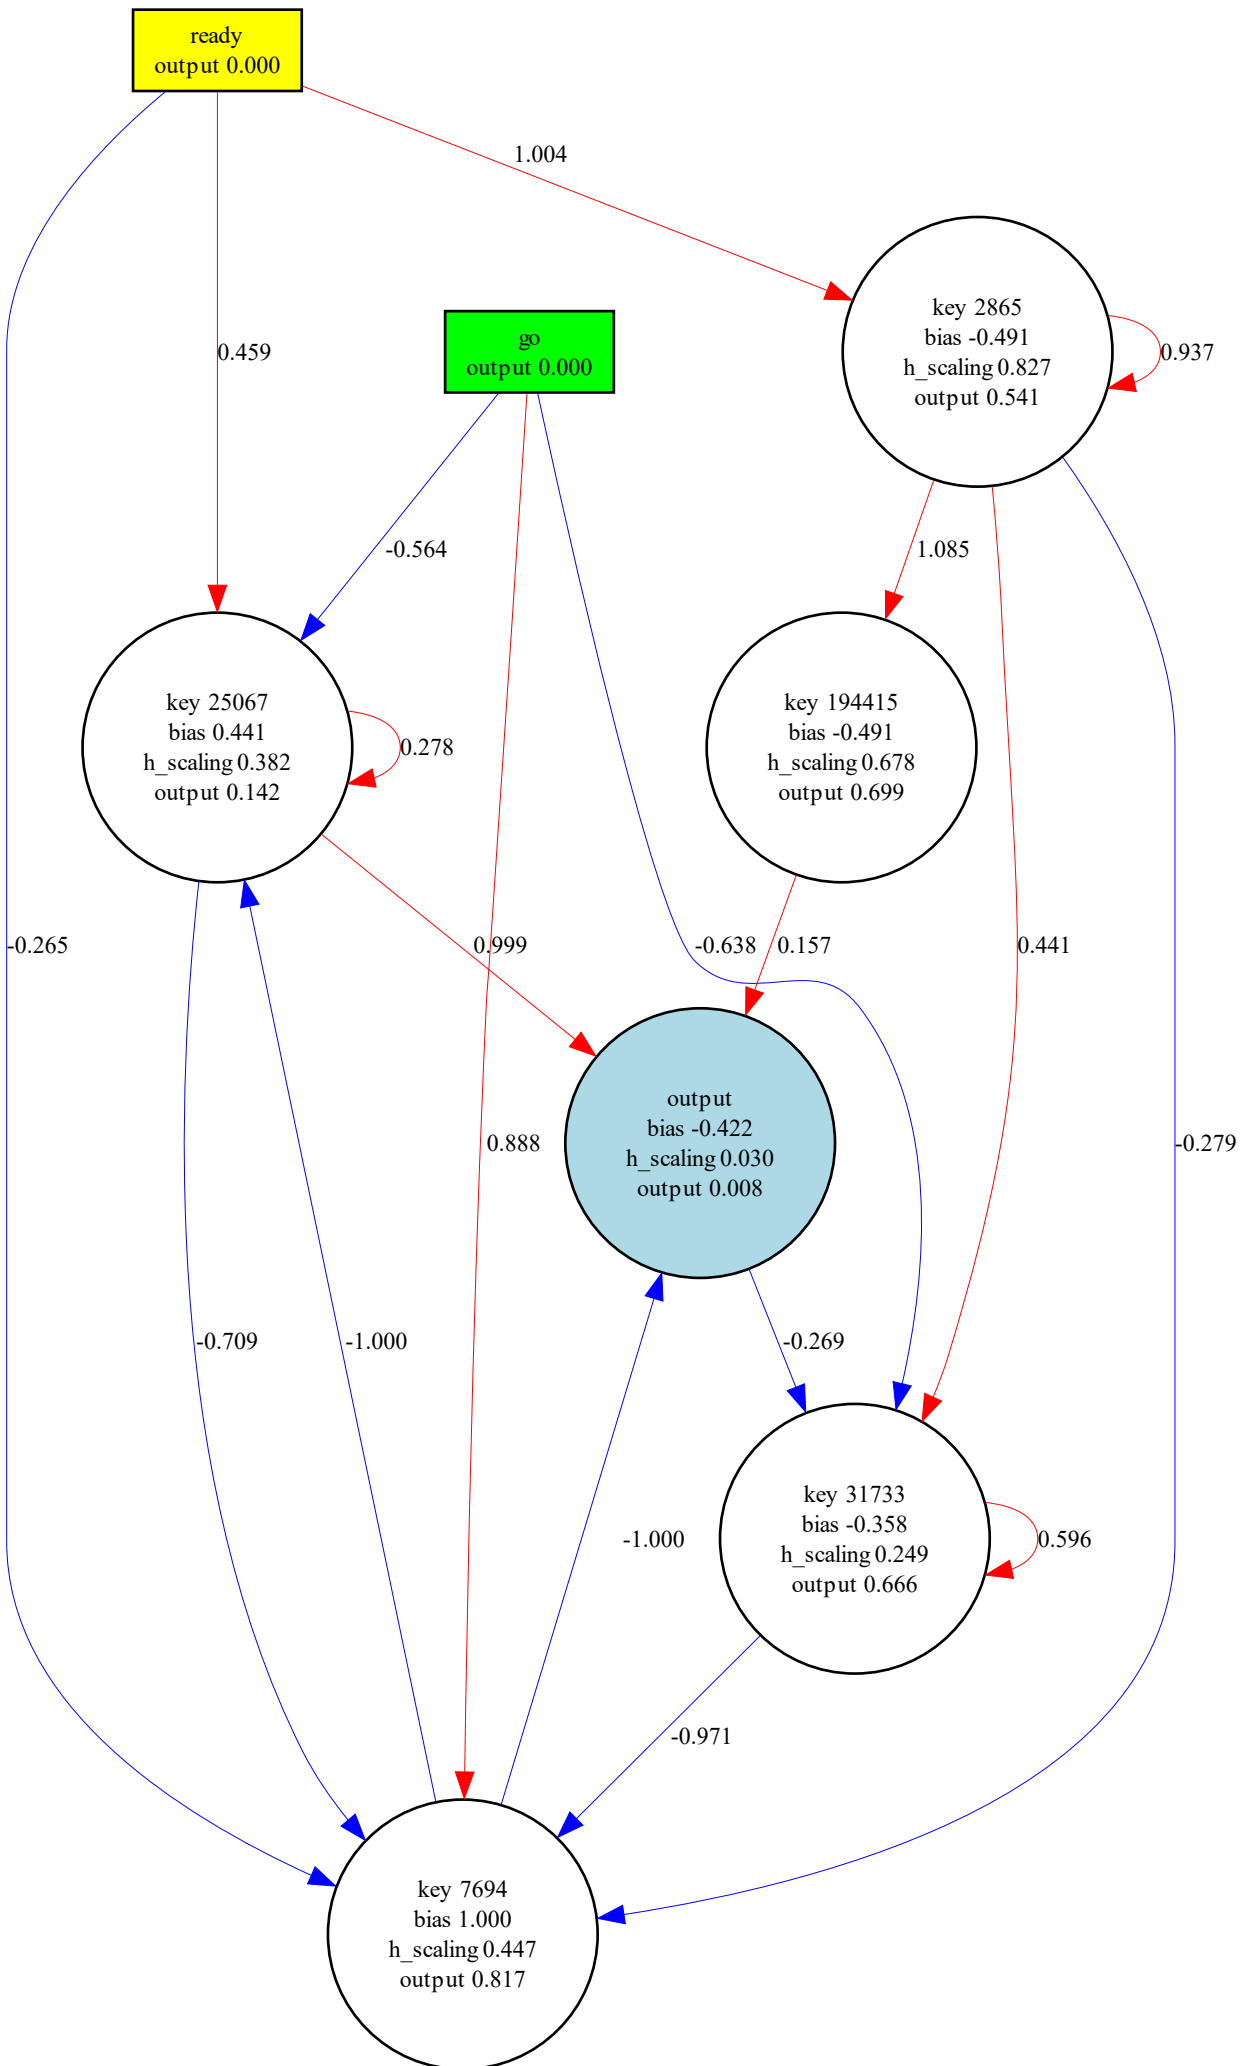 ready
output 0.000
1.004
key 2865
bias -0.491
h_scaling 0.827
output 0.541
0.937
go
output 0.000
0.459
-0.564
1.085
key 25067
bias 0.441
h_scaling 0.382
output 0.142
0.278
key 194415
bias -0.491
h_scaling 0.678
output 0.699
-0.265
0.999
-0.638
0.157
0.441
output
bias -0.422
h_scaling 0.030
output 0.008
0.888
-0.279
-0.709
-1.000
-0.269
key 31733
bias -0.358
h_scaling 0.249
output 0.666
-1.000
0.596
-0.971
key 7694
bias 1.000
h_scaling 0.447
output 0.817